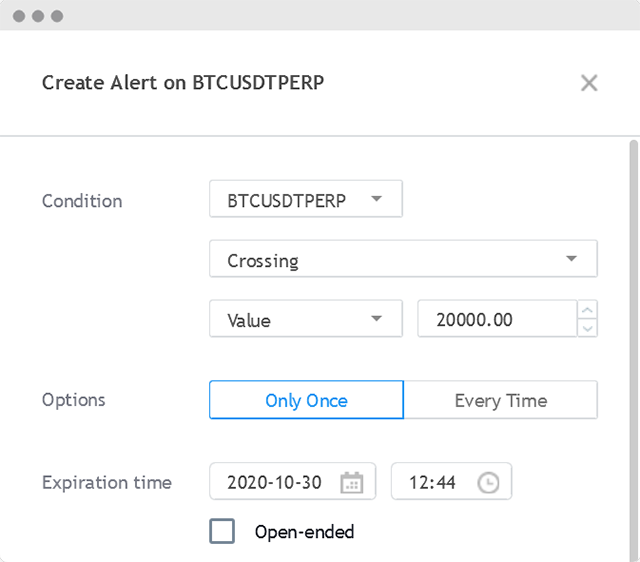 Create Alert on BTCUSDTPERP
Condition
BTCUSDTPERP
Crossing
Value
20000.00
Options
Only Once
Every Time
Expiration time
2020-10-30
12:44
Open-ended